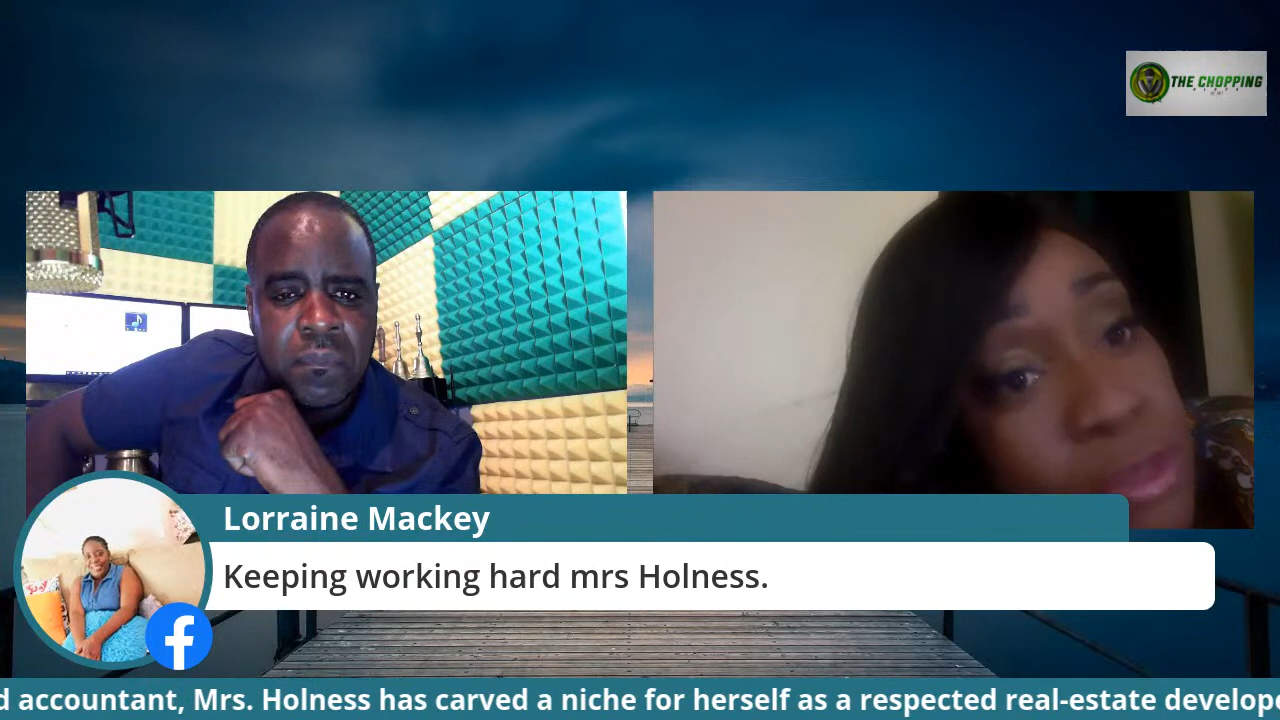 THE CHOPPING
Lorraine Mackey
Keeping working hard mrs Holness.
d accountant, Mrs. Holness has carved a niche for herself as a respected real-estate develope